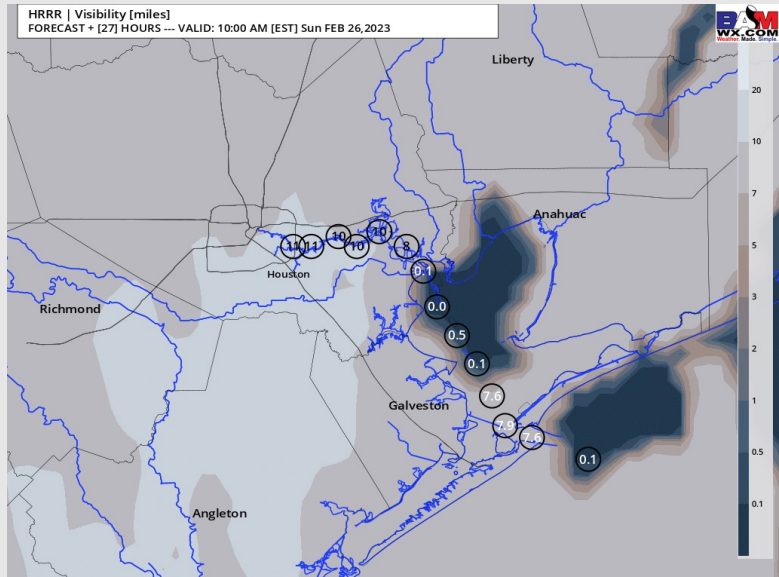 HRRR | Visibility [miles]
FORECAST + [27] HOURS --- VALID: 10:00 AM [EST] Sun FEB 26,2023
BAM
WX.COM
Weather. Made. Simple.
Liberty
20
10
7
5
3
2
1
0.5
0.1
Anahuac
11
11
10
10
10
8
Houston
0.1
0.0
Richmond
0.5
0.1
7.6
Galveston
7.9
7.6
0.1
Angleton